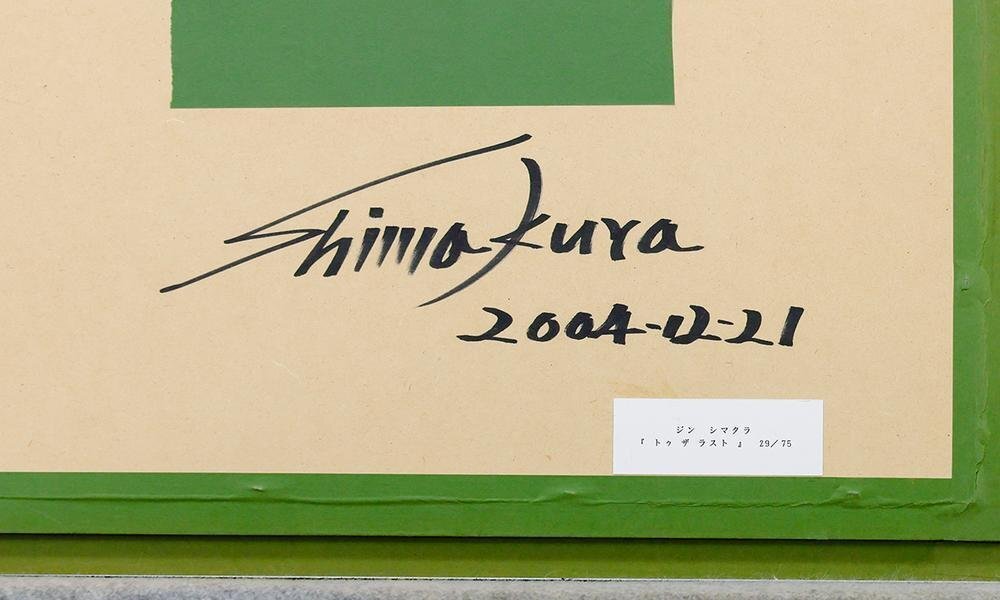 Shimakura
2004-12-21
ジン シマクラ
『 トゥ ザ ラスト 』 29/75